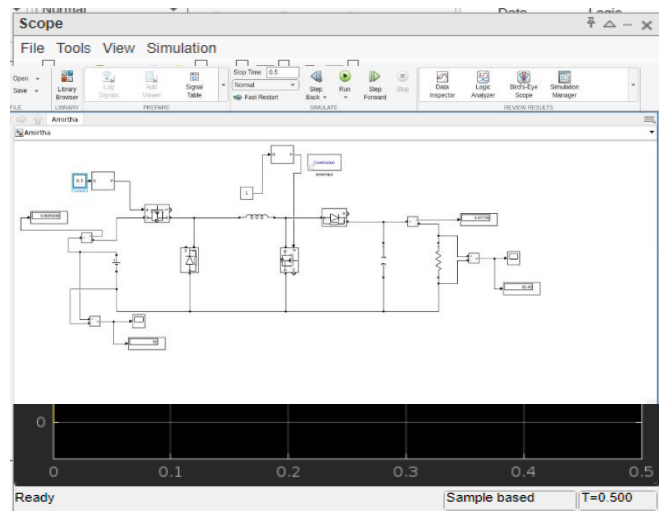 Normal
Data
Logic
Scope
File Tools View Simulation
Open
Save
FILE
Library
Browser
LIBRARY
Log
Signals
Add
Viewer
Signal
Table
PREPARE
Stop Time 0.5
Normal
Fast Restart
Step
Back
Run
Step
Forward
Stop
SIMULATE
Data
Inspector
Logic
Analyzer
Bird's-Eye
Scope
Simulation
Manager
REVIEW RESULTS
Amirtha
Amirtha
Continuous
0.5
1
0
0 0.1 0.2 0.3 0.4 0.5
Ready
Sample based
T=0.500